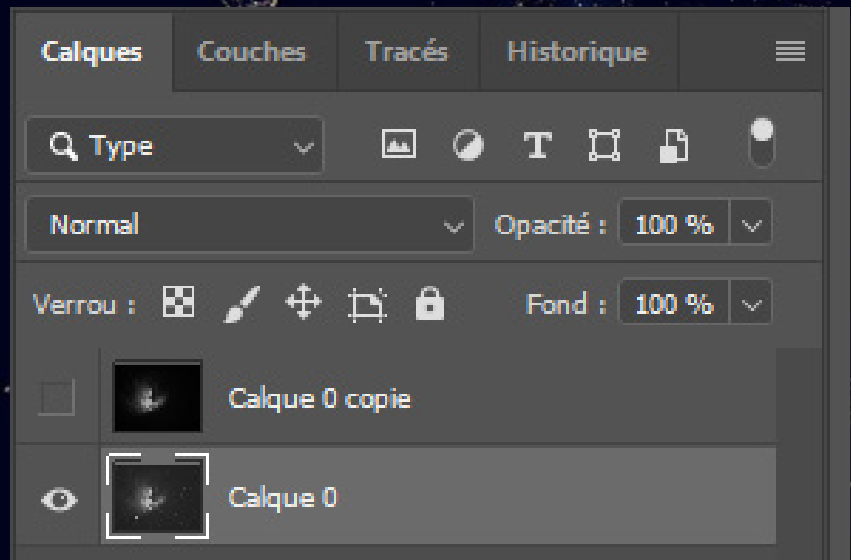 Calques Couches Tracés Historique
Type
Normal Opacité : 100 %
Verrou : Fond : 100 %
Calque 0 copie
Calque 0